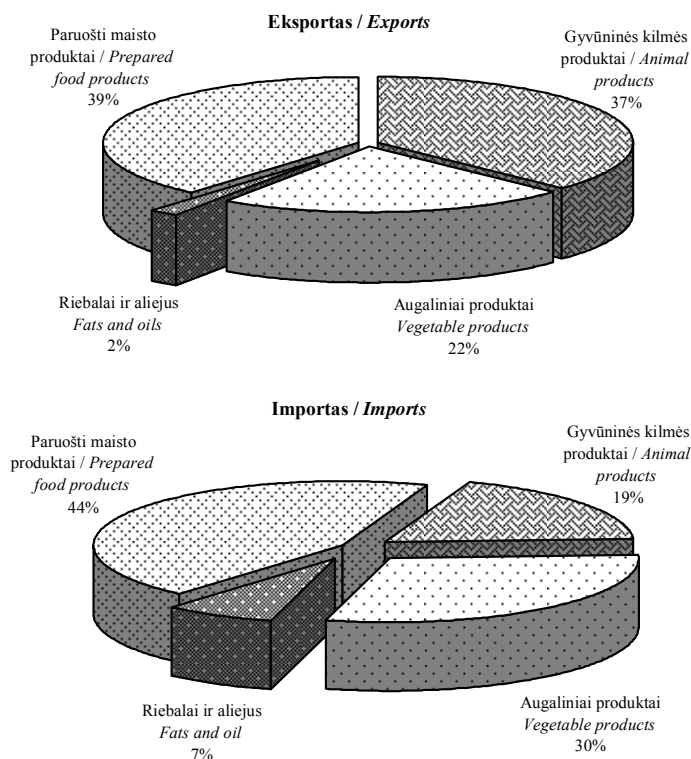 Eksportas / Exports
Paruošti maisto
produktai / Prepared
food products
39%
Gyvūninės kilmės
produktai / Animal
products
37%
Riebalai ir aliejus
Fats and oils
2%
Augaliniai produktai
Vegetable products
22%
Importas / Imports
Paruošti maisto
produktai / Prepared
food products
44%
Gyvūninės kilmės
produktai / Animal
products
19%
Riebalai ir aliejus
Fats and oil
7%
Augaliniai produktai
Vegetable products
30%